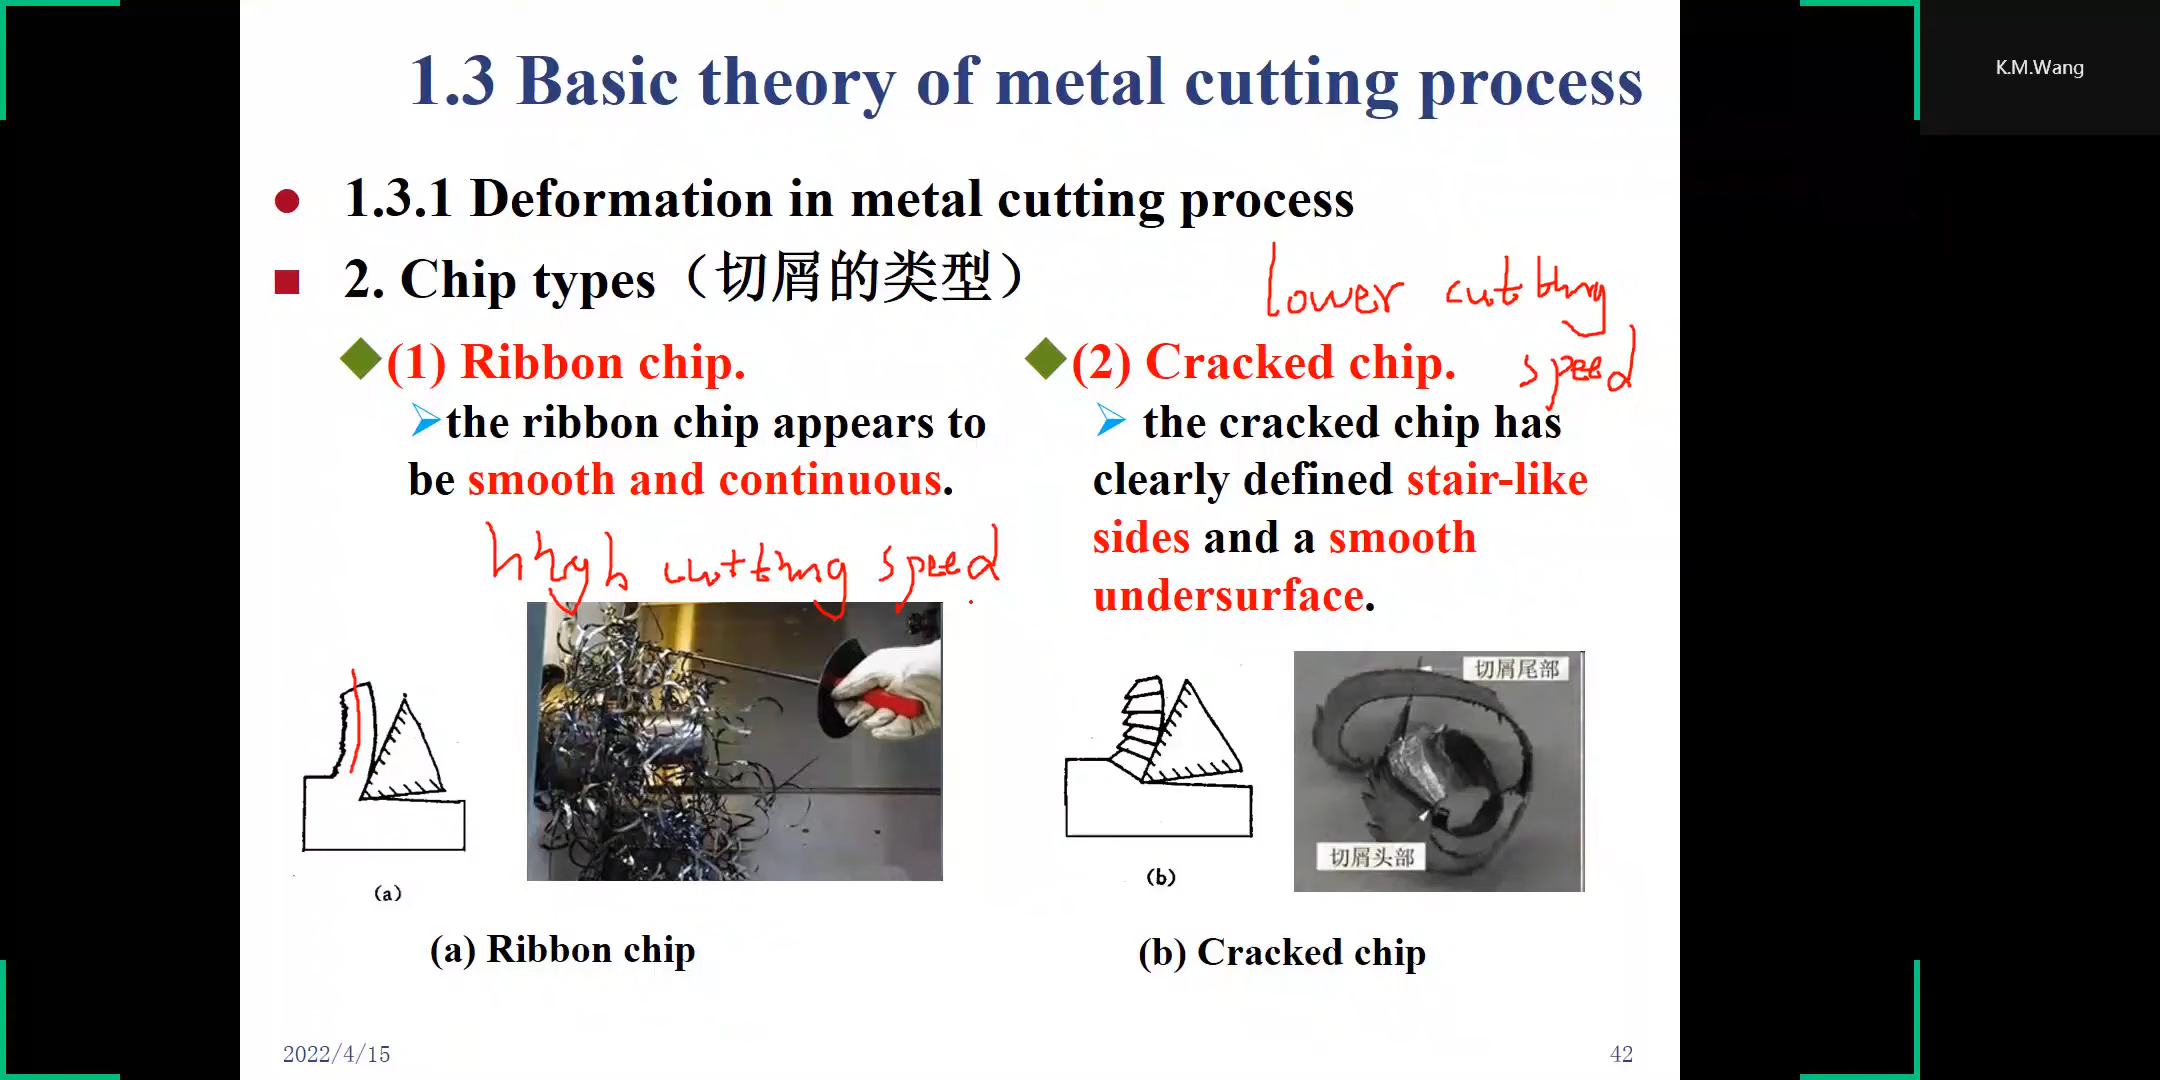 K.M.Wang
1.3 Basic theory of metal cutting process
● 1.3.1 Deformation in metal cutting process
■ 2. Chip types（切屑的类型）
lower cutting
speed
◆(1) Ribbon chip.
➢the ribbon chip appears to
be smooth and continuous.
high cutting speed
(a)
(a) Ribbon chip
◆(2) Cracked chip.
➢ the cracked chip has
clearly defined stair-like
sides and a smooth
undersurface.
(b)
切屑尾部
切屑头部
(b) Cracked chip
2022/4/15
42